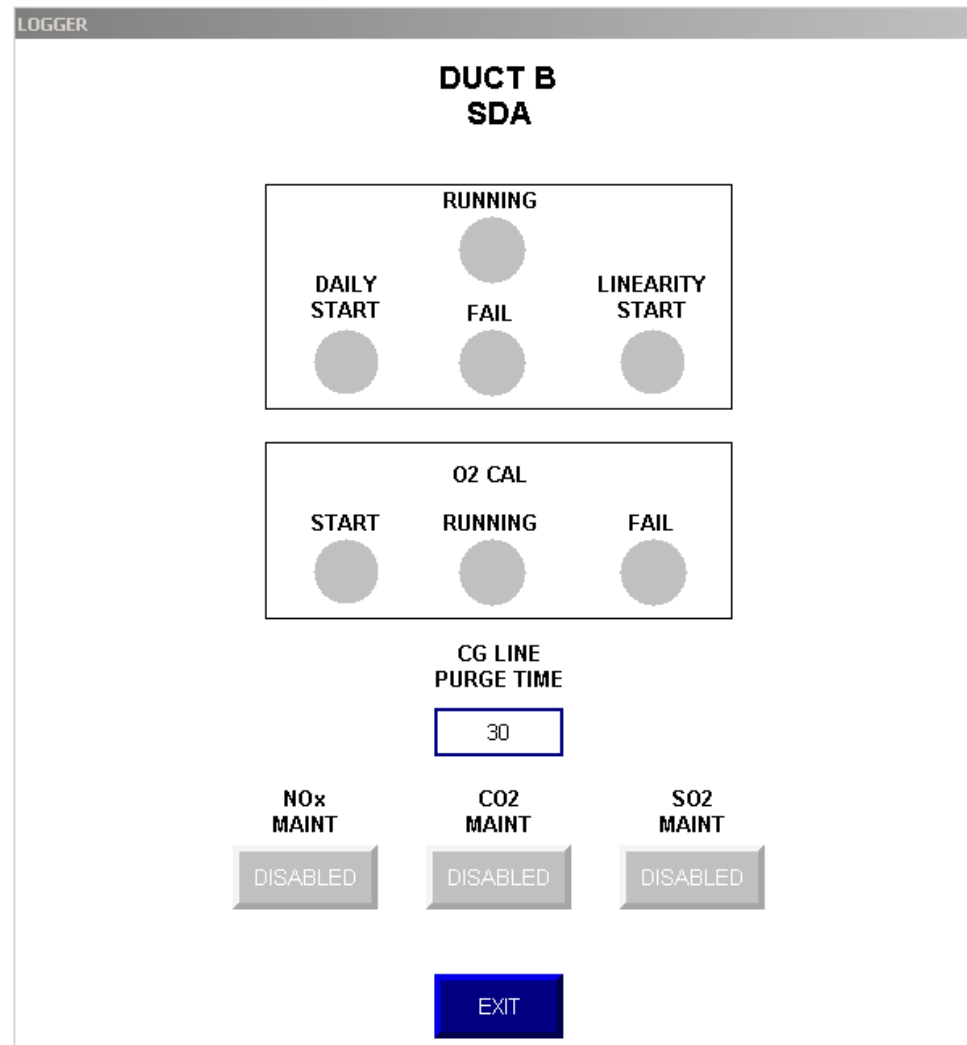 LOGGER
DUCT B
SDA
RUNNING
DAILY
START
FAIL
LINEARITY
START
O2 CAL
START
RUNNING
FAIL
CG LINE
PURGE TIME
30
NOx
MAINT
CO2
MAINT
SO2
MAINT
DISABLED
DISABLED
DISABLED
EXIT